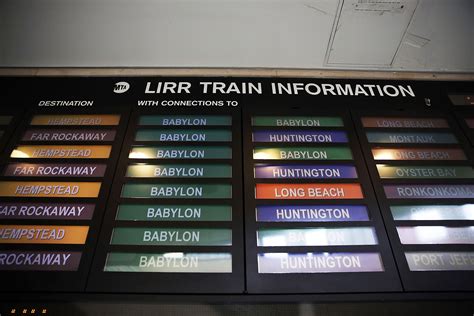 MTA LIRR TRAIN INFORMATION
DESTINATION WITH CONNECTIONS TO
HEMPSTEAD BABYLON BABYLON LONG BEACH
FAR ROCKAWAY BABYLON HUNTINGTON MONTAUK
HEMPSTEAD BABYLON BABYLON LONG BEACH
FAR ROCKAWAY BABYLON HUNTINGTON OYSTER BAY
HEMPSTEAD BABYLON LONG BEACH RONKONKOMA
AR ROCKAWAY BABYLON HUNTINGTON
HEMPSTEAD BABYLON BABYLON
ROCKAWAY BABYLON HUNTINGTON PORT JEFF